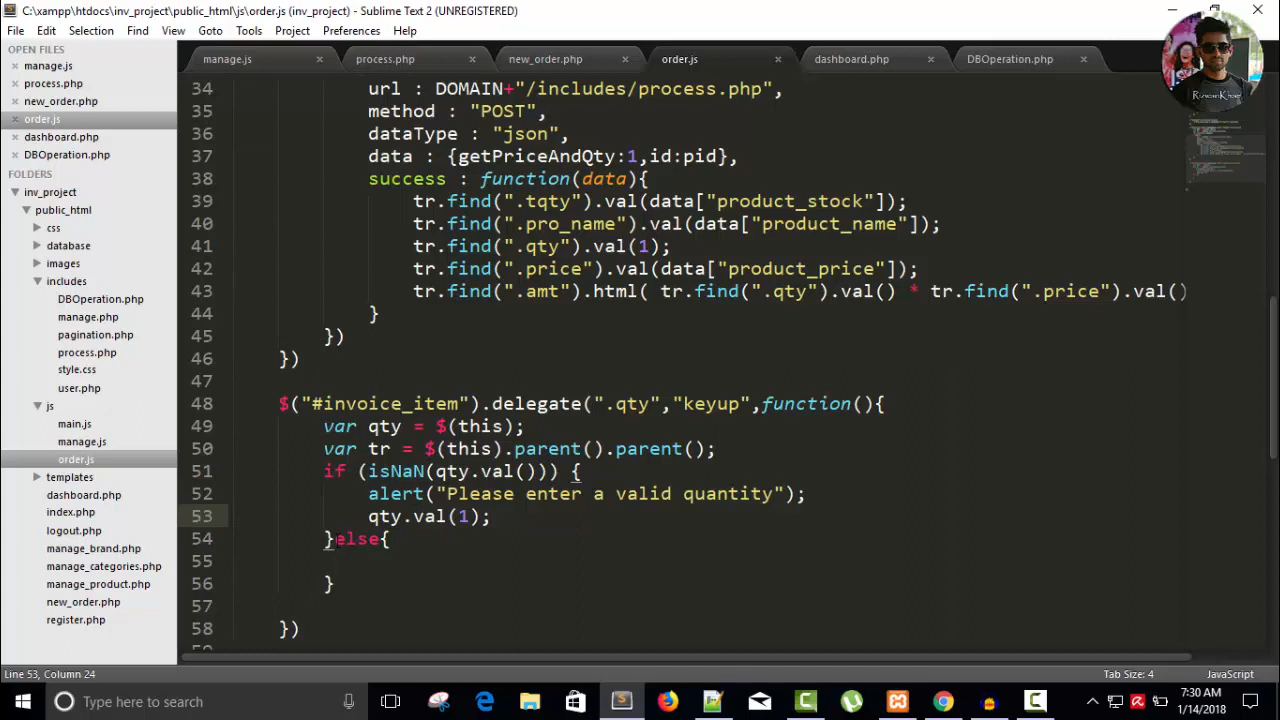 C:\xampp\htdocs\inv_project\public_html\js\order.js (inv_project) - Sublime Text 2 (UNREGISTERED)
File Edit Selection Find View Goto Tools Project Preferences Help
OPEN FILES
manage.js
process.php
new_order.php
order.js
dashboard.php
DBOperation.php
FOLDERS
inv_project
public_html
css
database
images
includes
DBOperation.php
manage.php
pagination.php
process.php
style.css
user.php
js
main.js
manage.js
order.js
templates
dashboard.php
index.php
logout.php
manage_brand.php
manage_categories.php
manage_product.php
new_order.php
register.php
manage.js process.php new_order.php order.js dashboard.php DBOperation.php
34 url : DOMAIN+"/includes/process.php",
35 method : "POST",
36 dataType : "json",
37 data : {getPriceAndQty:1,id:pid},
38 success : function(data){
39 tr.find(".tqty").val(data["product_stock"]);
40 tr.find(".pro_name").val(data["product_name"]);
41 tr.find(".qty").val(1);
42 tr.find(".price").val(data["product_price"]);
43 tr.find(".amt").html( tr.find(".qty").val() * tr.find(".price").val()
44 }
45 })
46 })
47
48 $("#invoice_item").delegate(".qty","keyup",function(){
49 var qty = $(this);
50 var tr = $(this).parent().parent();
51 if (isNaN(qty.val())) {
52 alert("Please enter a valid quantity");
53 qty.val(1);
54 }else{
55
56 }
57
58 })
Line 53, Column 24
Tab Size: 4 JavaScript
Type here to search
7:30 AM
1/14/2018